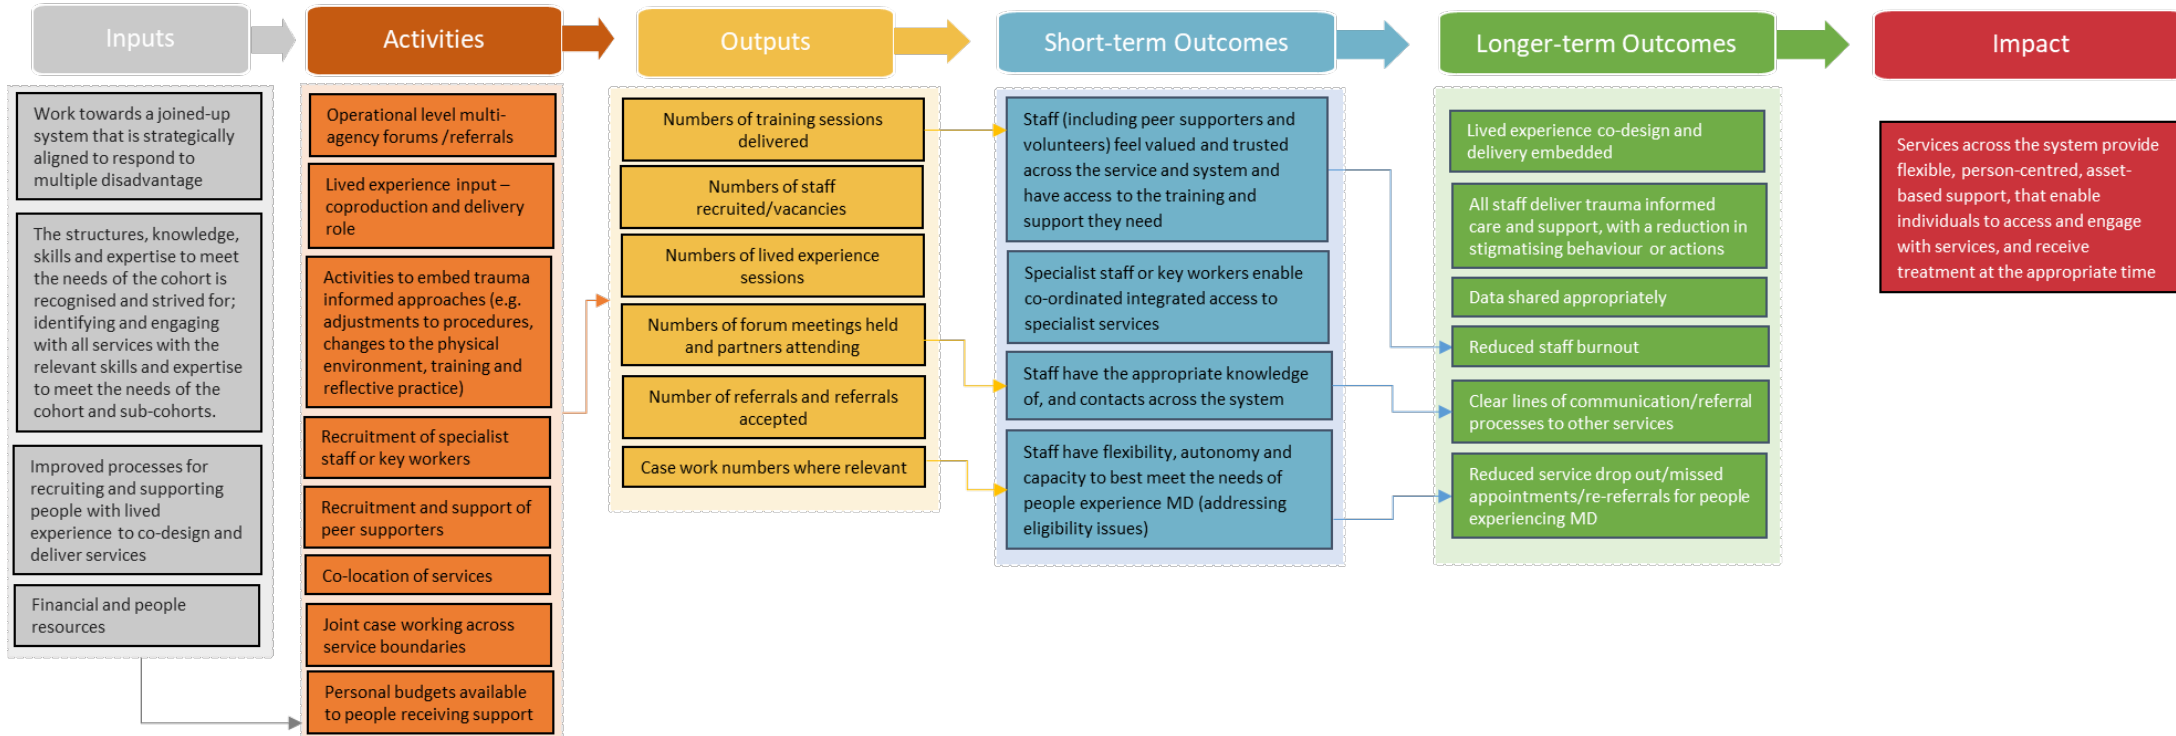 Inputs
Activities
Outputs
Short-term Outcomes
Longer-term Outcomes
Impact
Work towards a joined-up
system that is strategically
aligned to respond to
multiple disadvantage
The structures, knowledge,
skills and expertise to meet
the needs of the cohort is
recognised and strived for;
identifying and engaging
with all services with the
relevant skills and expertise
to meet the needs of the
cohort and sub-cohorts.
Improved processes for
recruiting and supporting
people with lived
experience to co-design and
deliver services
Financial and people
resources
Operational level multi-
agency forums /referrals
Lived experience input –
coproduction and delivery
role
Activities to embed trauma
informed approaches (e.g.
adjustments to procedures,
changes to the physical
environment, training and
reflective practice)
Recruitment of specialist
staff or key workers
Recruitment and support of
peer supporters
Co-location of services
Joint case working across
service boundaries
Personal budgets available
to people receiving support
Numbers of training sessions
delivered
Numbers of staff
recruited/vacancies
Numbers of lived experience
sessions
Numbers of forum meetings held
and partners attending
Number of referrals and referrals
accepted
Case work numbers where relevant
Staff (including peer supporters and
volunteers) feel valued and trusted
across the service and system and
have access to the training and
support they need
Specialist staff or key workers enable
co-ordinated integrated access to
specialist services
Staff have the appropriate knowledge
of, and contacts across the system
Staff have flexibility, autonomy and
capacity to best meet the needs of
people experience MD (addressing
eligibility issues)
Lived experience co-design and
delivery embedded
All staff deliver trauma informed
care and support, with a reduction in
stigmatising behaviour or actions
Data shared appropriately
Reduced staff burnout
Clear lines of communication/referral
processes to other services
Reduced service drop out/missed
appointments/re-referrals for people
experiencing MD
Services across the system provide
flexible, person-centred, asset-
based support, that enable
individuals to access and engage
with services, and receive
treatment at the appropriate time